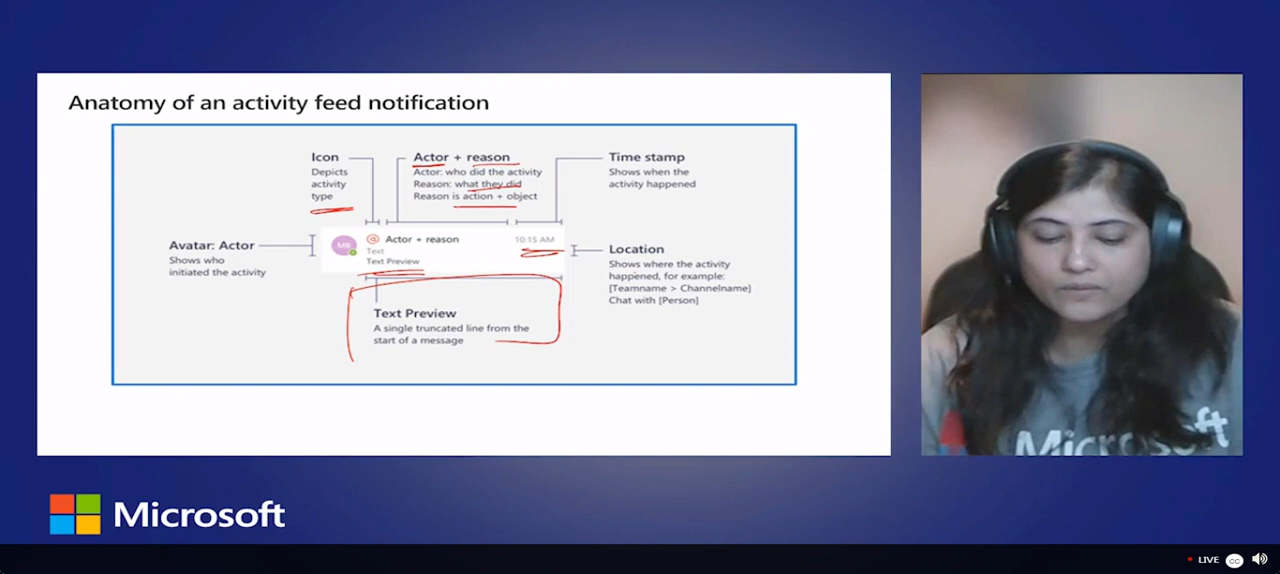 Anatomy of an activity feed notification
Icon
Depicts
activity
type
Actor + reason
Actor: who did the activity
Reason: what they did
Reason is action + object
Time stamp
Shows when the
activity happened
Avatar: Actor
Shows who
initiated the activity
MB
@ Actor + reason
10:15 AM
Text
Text Preview
Location
Shows where the activity
happened, for example:
[Teamname > Channelname]
Chat with [Person]
Text Preview
A single truncated line from the
start of a message
Microsoft
Microsoft
LIVE
CC